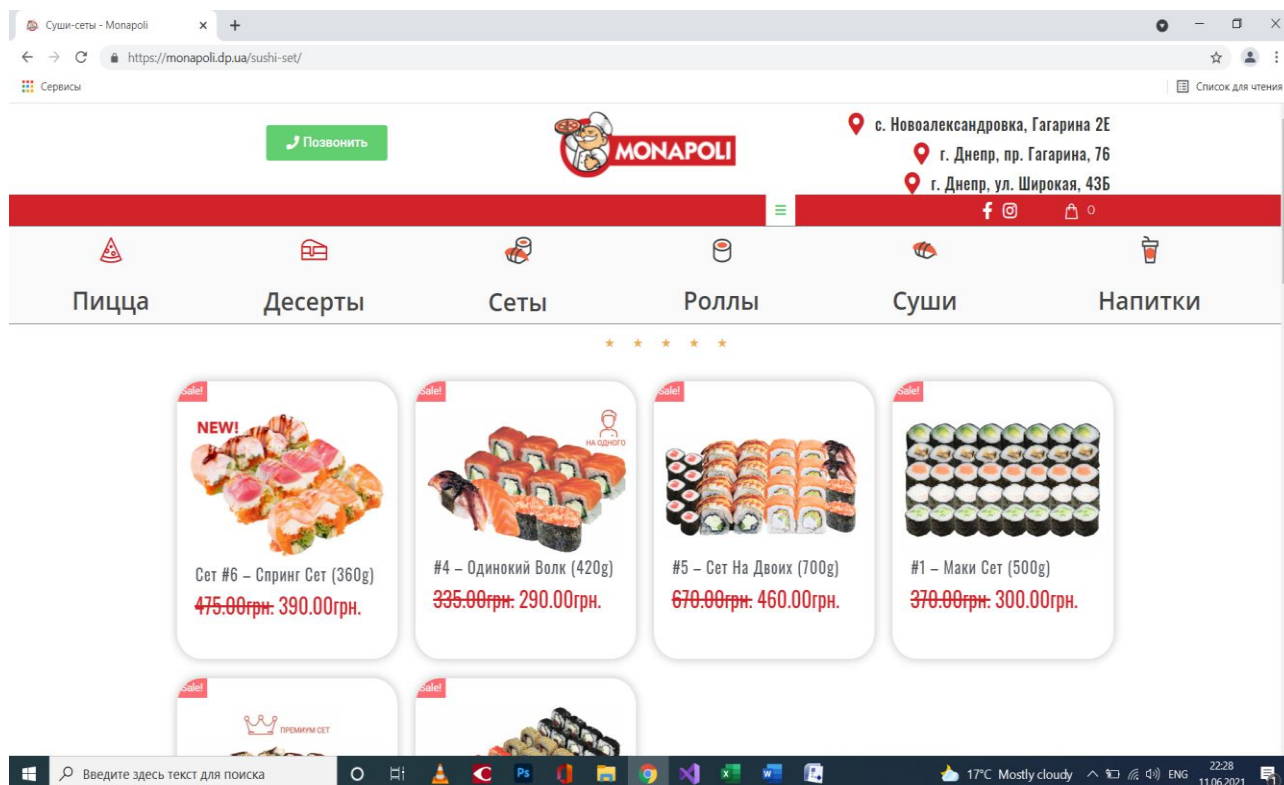 Суши-сеты - Monapoli
https://monapoli.dp.ua/sushi-set/
Сервисы
Список для чтения
Позвонить
MONAPOLI
с. Новоалександровка, Гагарина 2Е
г. Днепр, пр. Гагарина, 76
г. Днепр, ул. Широкая, 43Б
0
Пицца Десерты Сеты Роллы Суши Напитки
Sale! Sale! Sale! Sale!
NEW!
НА ОДНОГО
Сет #6 – Спринг Сет (360g)
475.00грн. 390.00грн.
#4 – Одинокий Волк (420g)
335.00грн. 290.00грн.
#5 – Сет На Двоих (700g)
670.00грн. 460.00грн.
#1 – Маки Сет (500g)
370.00грн. 300.00грн.
Sale! Sale!
ПРЕМИУМ СЕТ
Введите здесь текст для поиска
Ps
17°C Mostly cloudy
ENG
22:28
11.06.2021
1